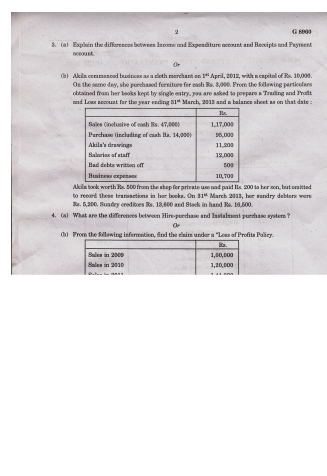 2 G 8960
3. (a) Explain the differences between Income and Expenditure account and Receipts and Payment
account.
Or
(b) Akila commenced business as a cloth merchant on 1st April, 2012, with a capital of Rs. 10,000.
On the same day, she purchased furniture for cash Rs. 3,000. From the following particulars
obtained from her books kept by single entry, you are asked to prepare a Trading and Profit
and Loss account for the year ending 31st March, 2013 and a balance sheet as on that date :
Rs.
Sales (inclusive of cash Rs. 47,000) 1,17,000
Purchase (including of cash Rs. 14,000) 95,000
Akila's drawings 11,200
Salaries of staff 12,000
Bad debts written off 500
Business expenses 10,700
Akila took worth Rs. 500 from the shop for private use and paid Rs. 200 to her son, but omitted
to record these transactions in her books. On 31st March 2013, her sundry debtors were
Rs. 5,200. Sundry creditors Rs. 13,600 and Stock in hand Rs. 16,500.
4. (a) What are the differences between Hire-purchase and Instalment purchase system ?
Or
(b) From the following information, find the claim under a "Loss of Profits Policy.
Rs.
Sales in 2009 1,00,000
Sales in 2010 1,20,000
Sales in 2011 1,44,000